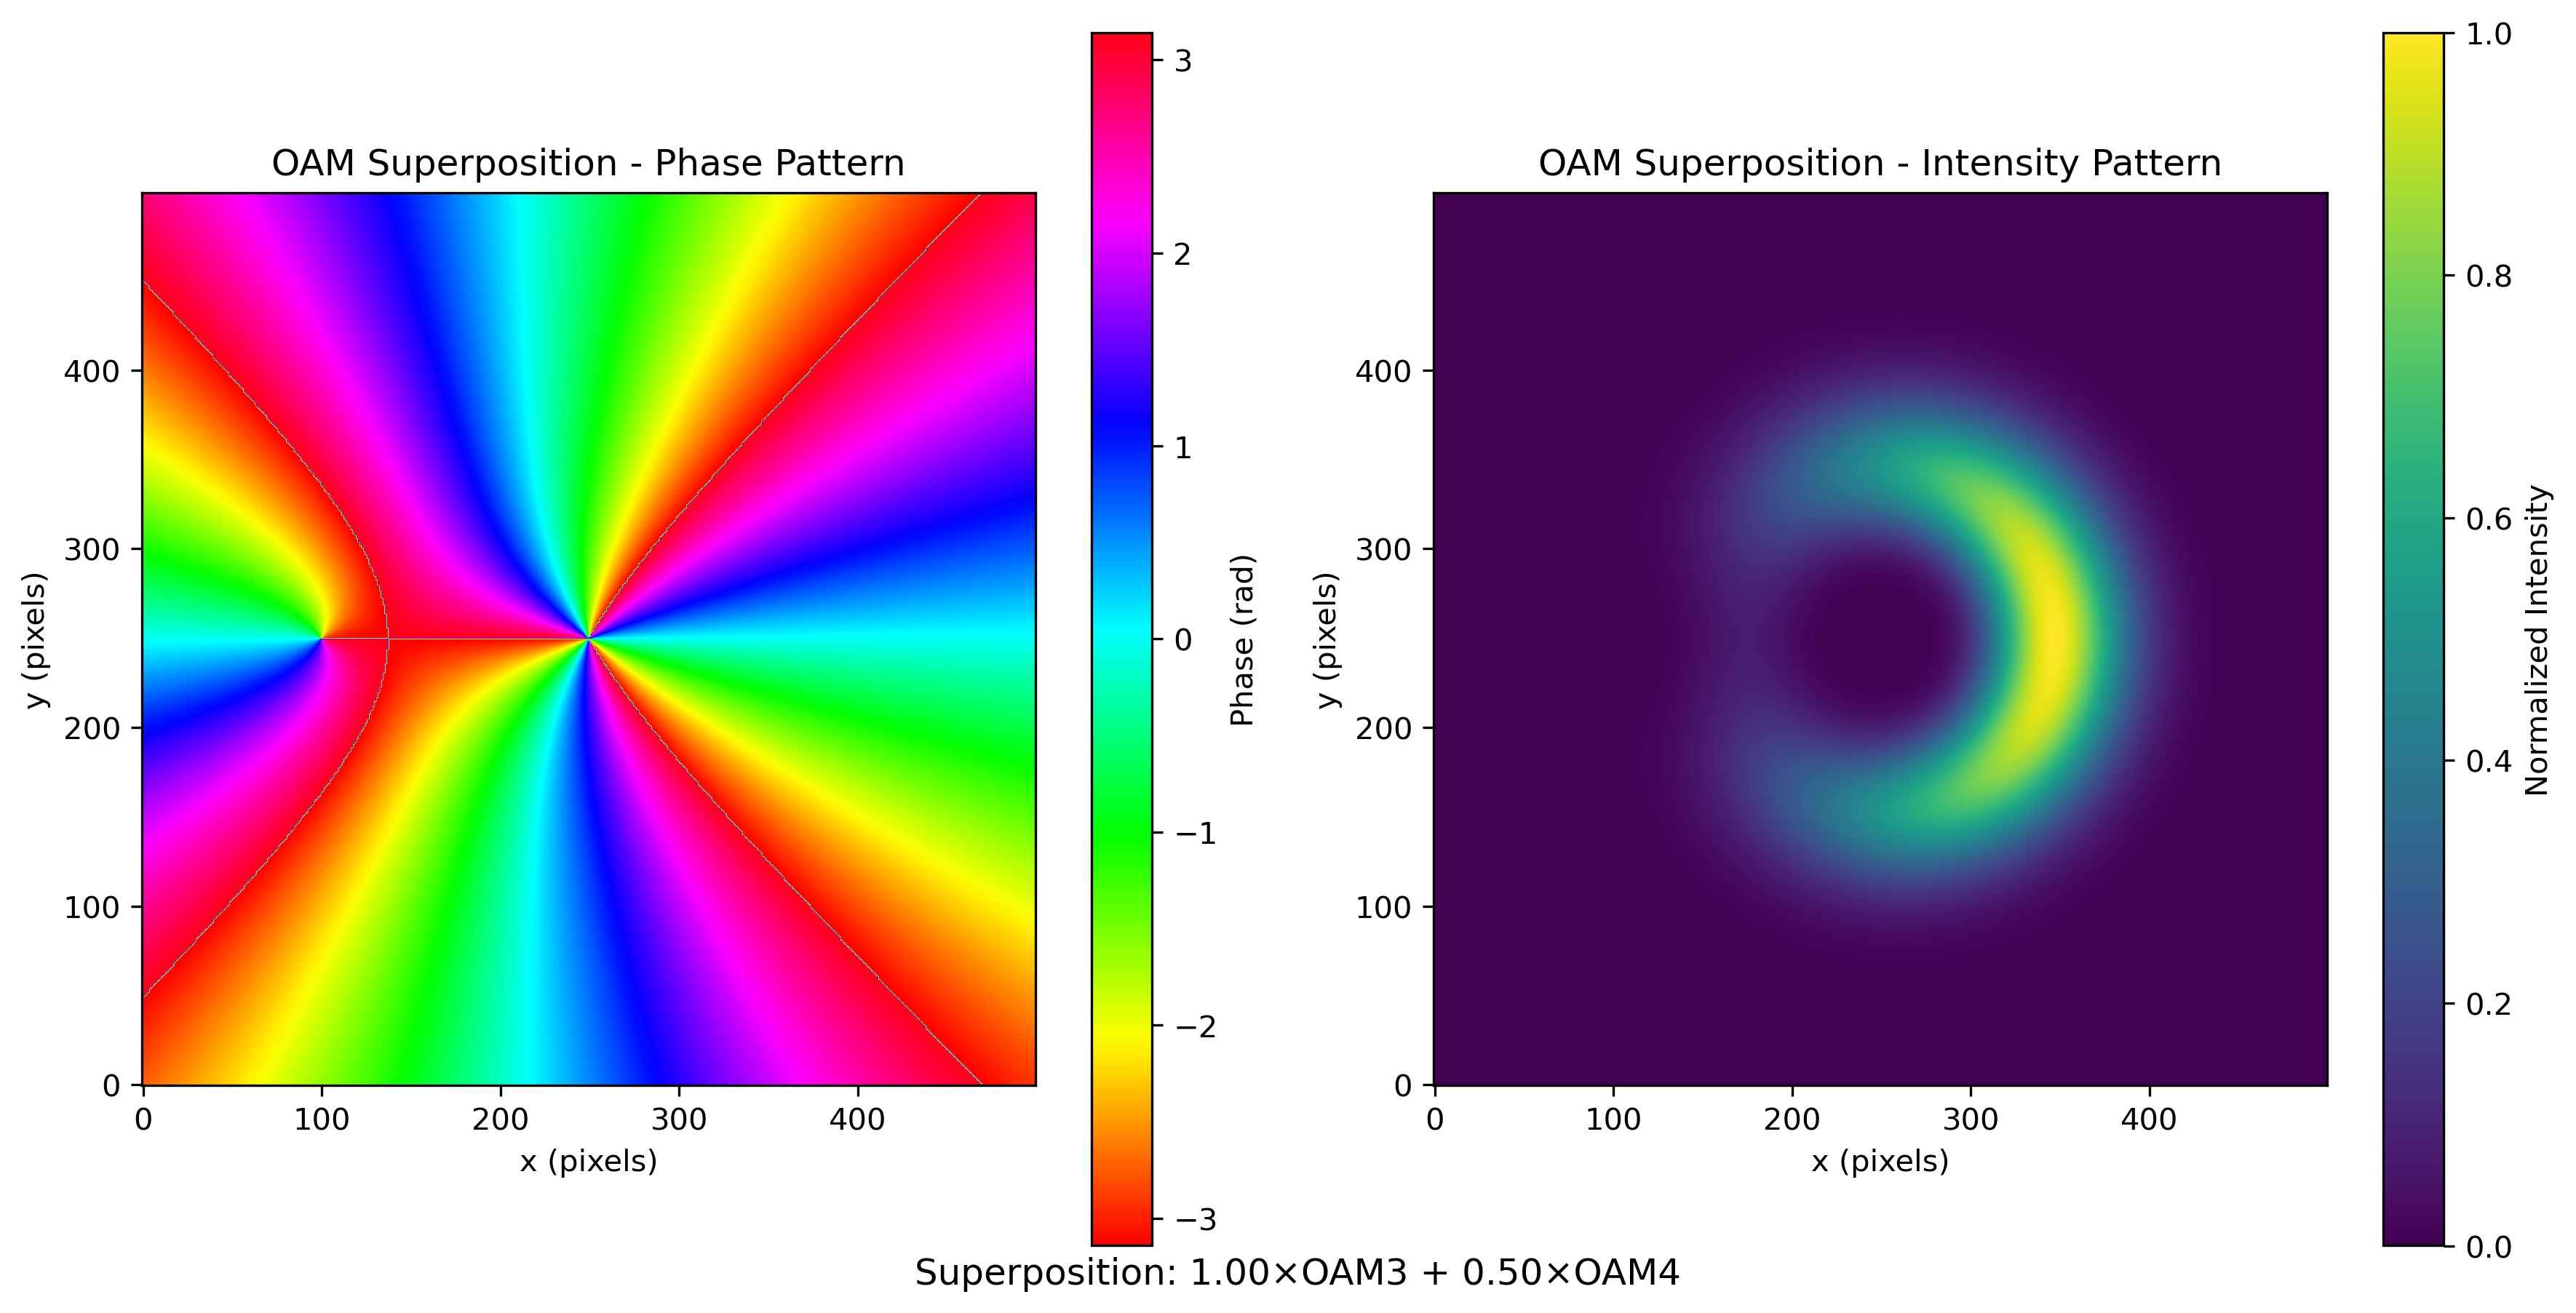 OAM Superposition - Phase Pattern
y (pixels)
400
300
200
100
0
0 100 200 300 400
x (pixels)
3
2
1
0
−1
−2
−3
Phase (rad)
OAM Superposition - Intensity Pattern
y (pixels)
400
300
200
100
0
0 100 200 300 400
x (pixels)
1.0
0.8
0.6
0.4
0.2
0.0
Normalized Intensity
Superposition: 1.00×OAM3 + 0.50×OAM4